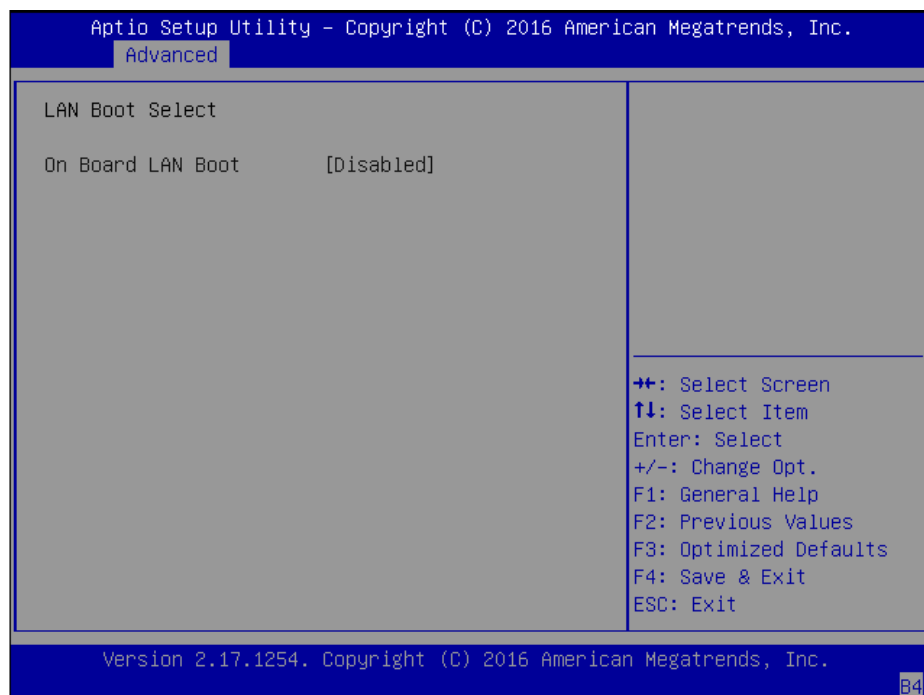 Aptio Setup Utility – Copyright (C) 2016 American Megatrends, Inc.
Advanced
LAN Boot Select
On Board LAN Boot [Disabled]
→←: Select Screen
↑↓: Select Item
Enter: Select
+/-: Change Opt.
F1: General Help
F2: Previous Values
F3: Optimized Defaults
F4: Save & Exit
ESC: Exit
Version 2.17.1254. Copyright (C) 2016 American Megatrends, Inc.
B4